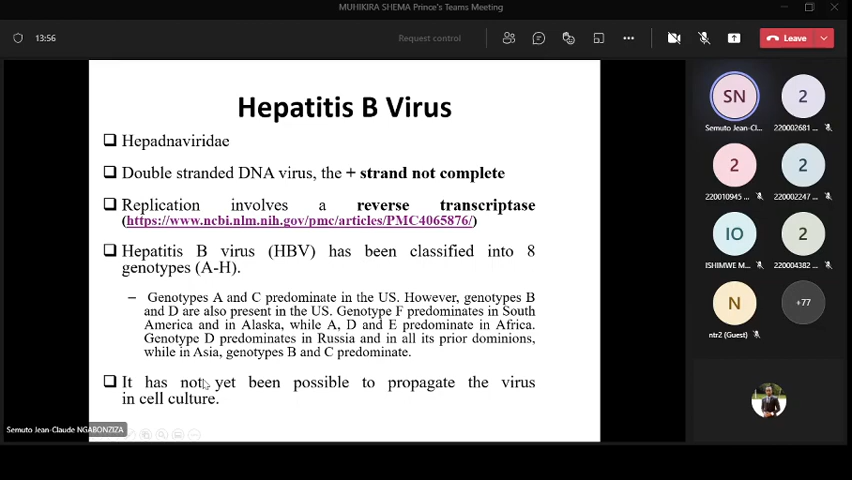 MUHIKIRA SHEMA Prince's Teams Meeting
13:56
Request control
Leave
Hepatitis B Virus
Hepadnaviridae
Double stranded DNA virus, the + strand not complete
Replication involves a reverse transcriptase
(https://www.ncbi.nlm.nih.gov/pmc/articles/PMC4065876/)
Hepatitis B virus (HBV) has been classified into 8
genotypes (A-H).
– Genotypes A and C predominate in the US. However, genotypes B
and D are also present in the US. Genotype F predominates in South
America and in Alaska, while A, D and E predominate in Africa.
Genotype D predominates in Russia and in all its prior dominions,
while in Asia, genotypes B and C predominate.
It has not yet been possible to propagate the virus
in cell culture.
Semuto Jean-Claude NGABONZIZA
SN
2
Semuto Jean-Cl...
220002681 ...
2
2
220010945 ...
220002247 ...
IO
2
ISHIMWE M...
220004382 ...
N
+77
ntr2 (Guest)